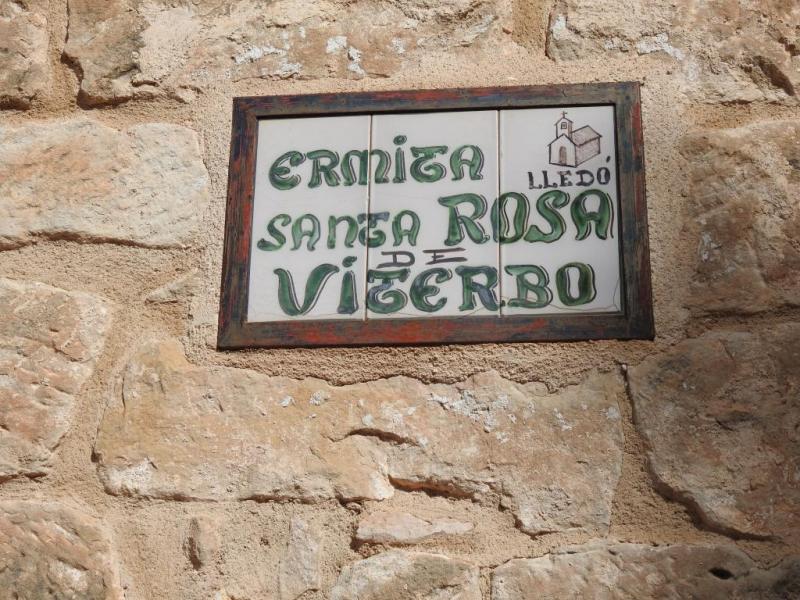 ERMITA
LLEDÓ
SANTA ROSA
DE
VITERBO